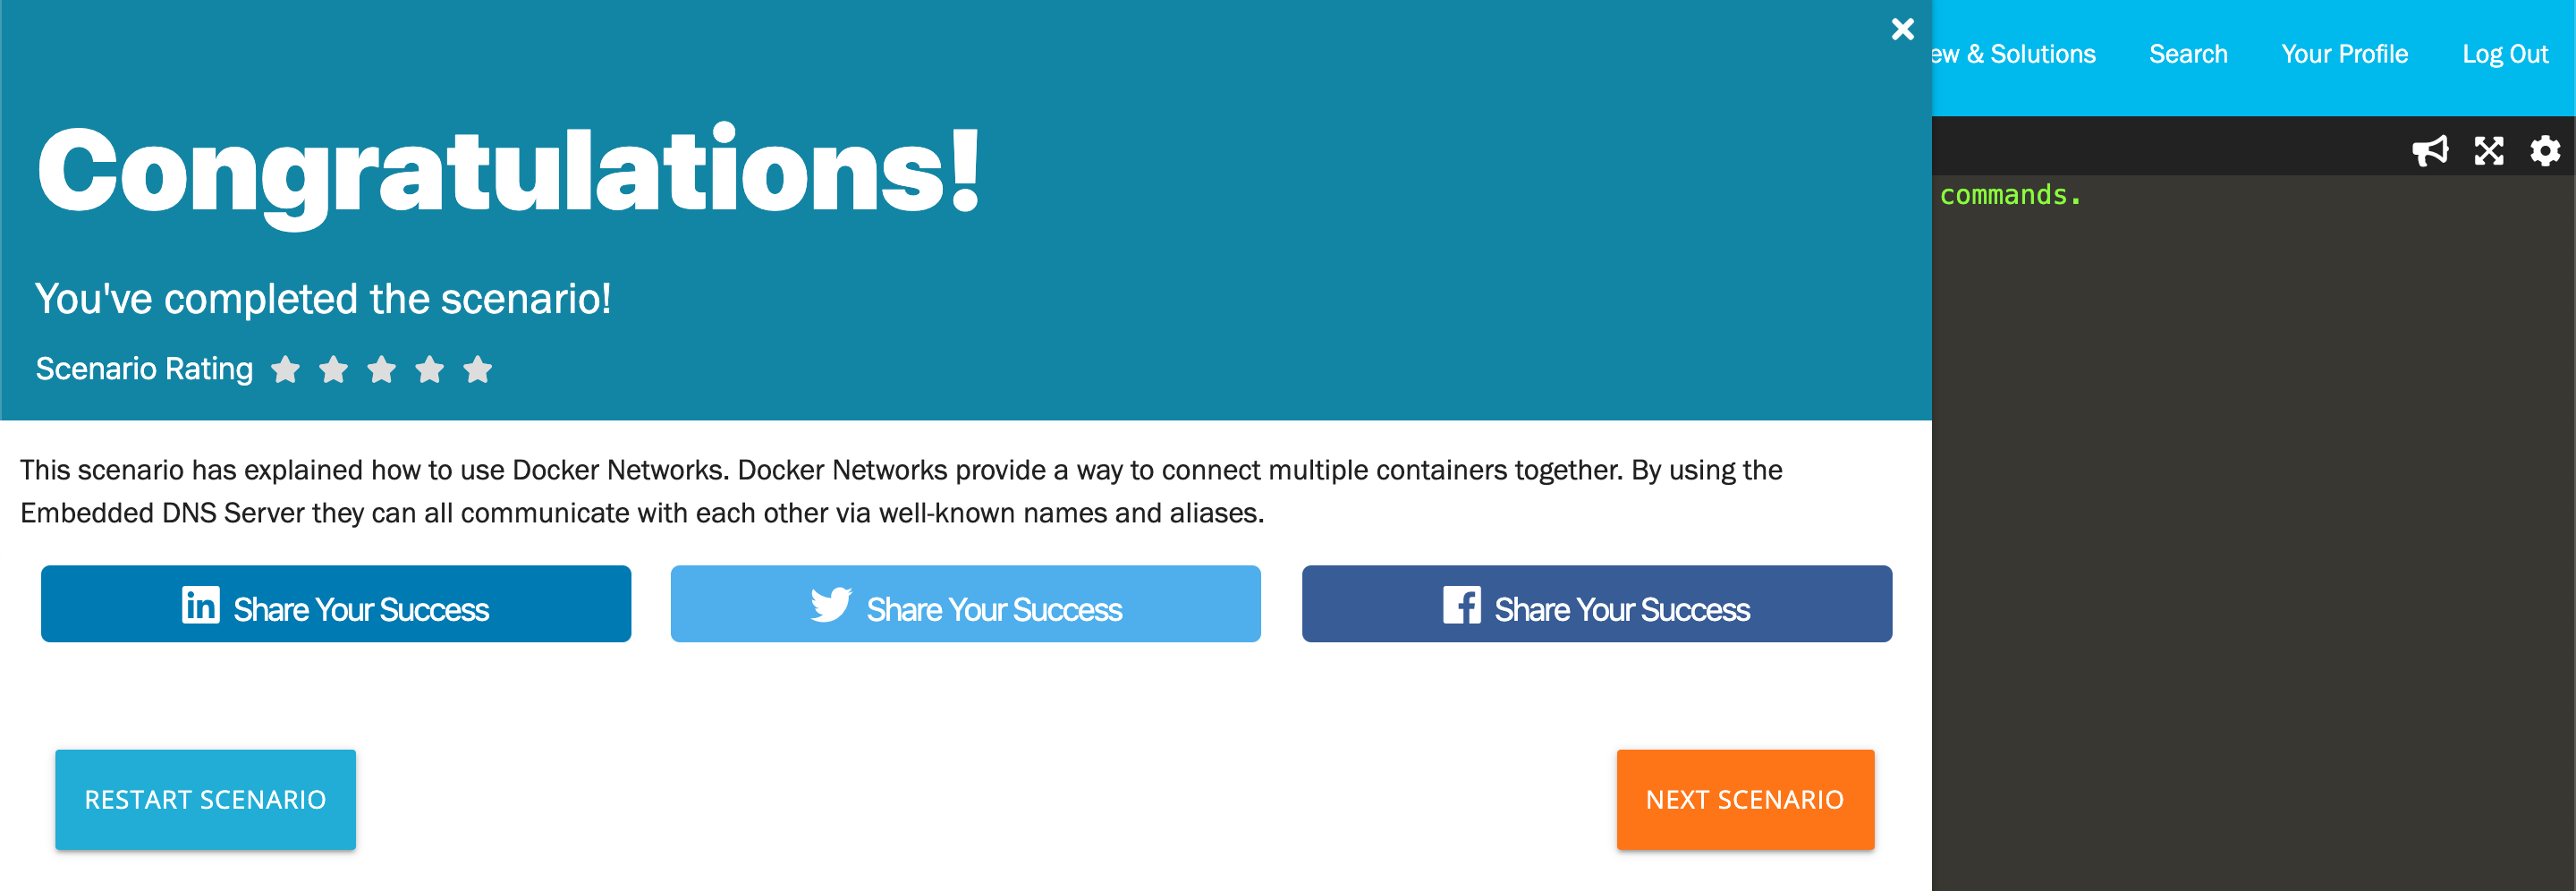 ew & Solutions Search Your Profile Log Out
commands.
Congratulations!
You've completed the scenario!
Scenario Rating
This scenario has explained how to use Docker Networks. Docker Networks provide a way to connect multiple containers together. By using the
Embedded DNS Server they can all communicate with each other via well-known names and aliases.
Share Your Success Share Your Success Share Your Success
RESTART SCENARIO NEXT SCENARIO